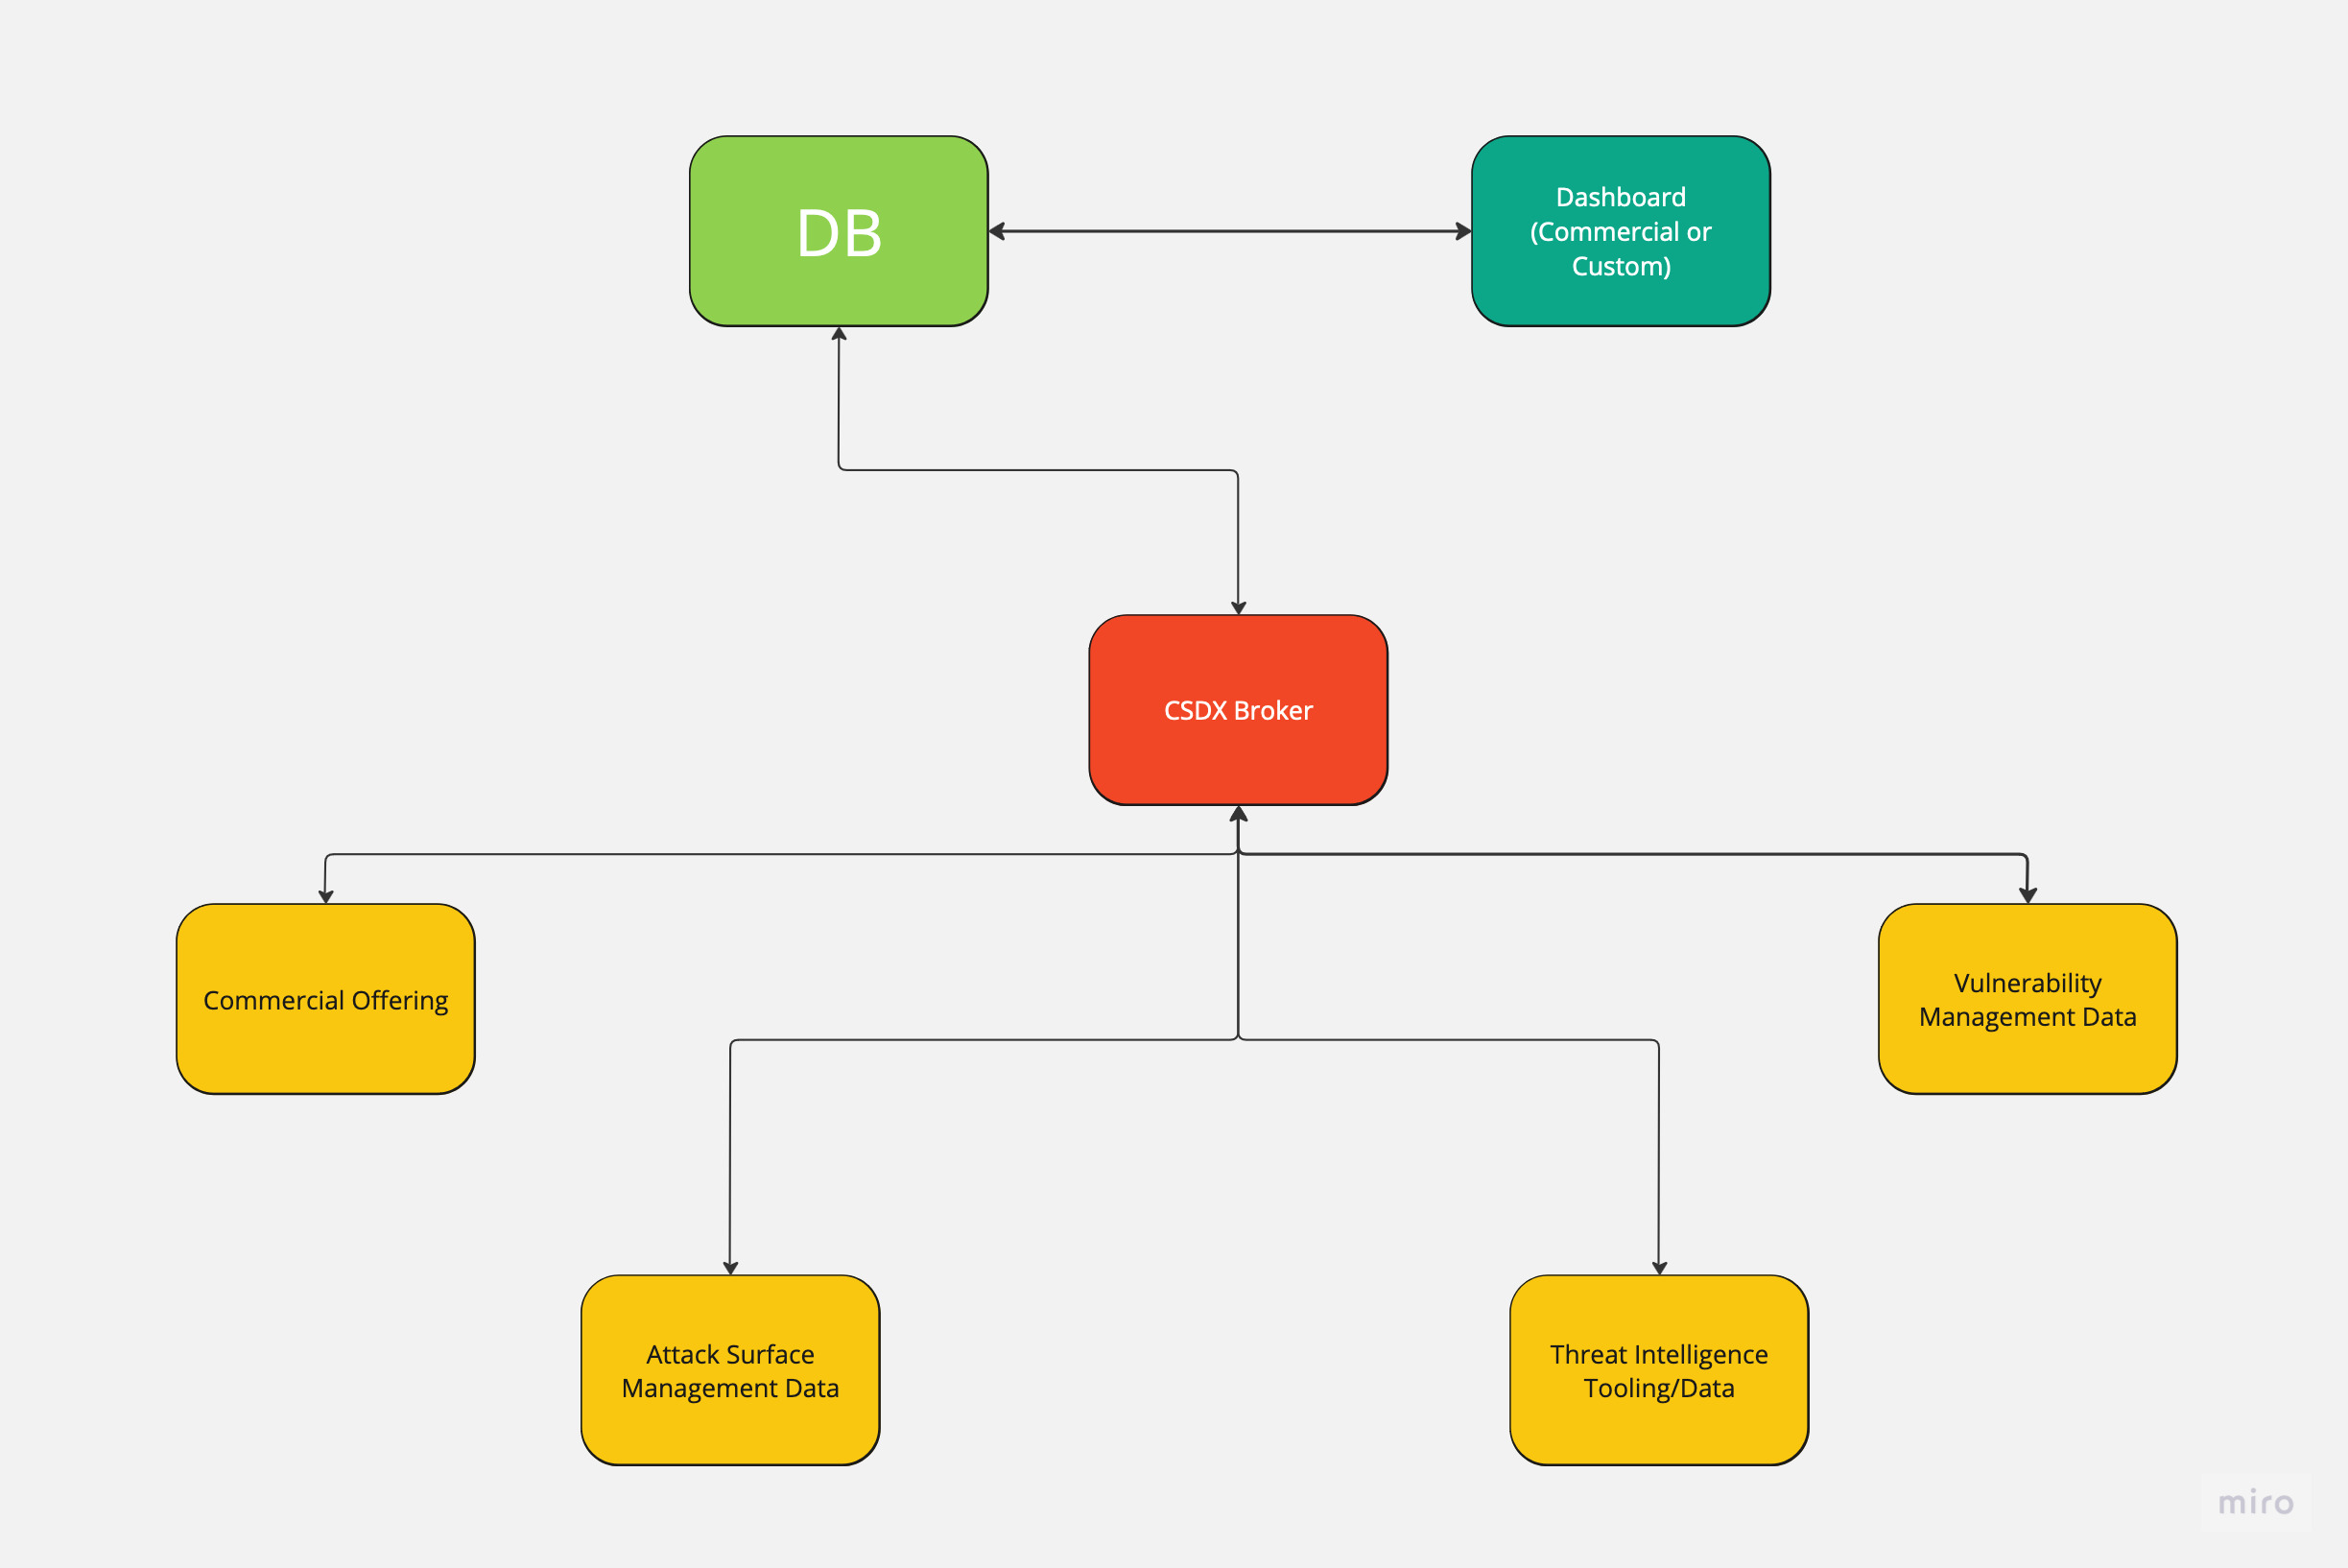 DB
Dashboard
(Commercial or
Custom)
CSDX Broker
Commercial Offering
Vulnerability
Management Data
Attack Surface
Management Data
Threat Intelligence
Tooling/Data
miro